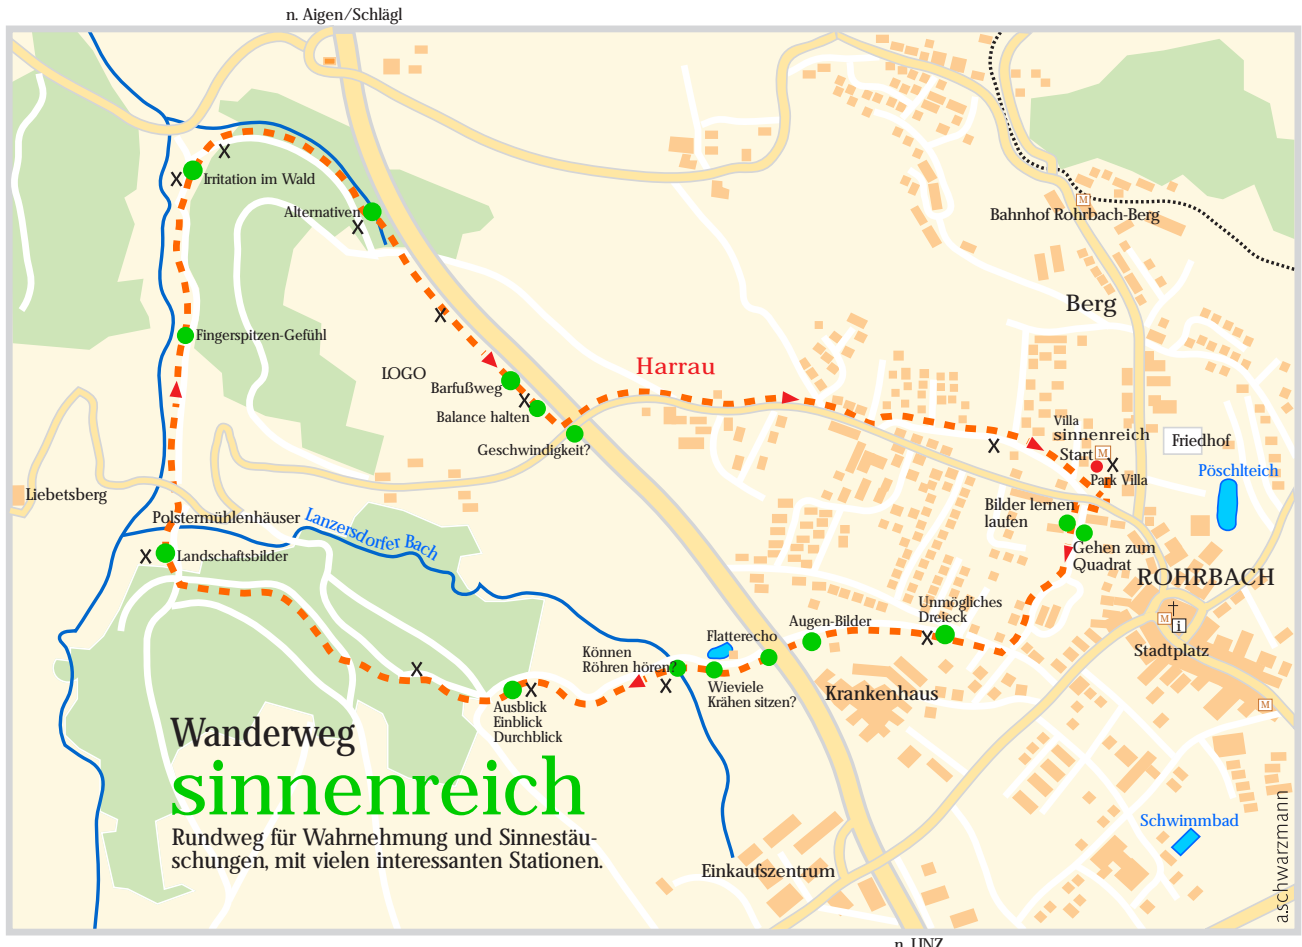 n. Aigen/Schlägl
Irritation im Wald
Alternativen
M
Bahnhof Rohrbach-Berg
Berg
Fingerspitzen-Gefühl
LOGO
Barfußweg
Harrau
Balance halten
Geschwindigkeit?
Villa
sinnenreich
Start M
Park Villa
Friedhof
Pöschlteich
Liebetsberg
Polstermühlenhäuser
Lanzersdorfer Bach
Landschaftsbilder
Bilder lernen
laufen
Gehen zum
Quadrat
ROHRBACH
M
i
Stadtplatz
Unmögliches
Dreieck
Augen-Bilder
Flatterecho
Können
Röhren hören?
Wieviele
Krähen sitzen?
Krankenhaus
M
Ausblick
Einblick
Durchblick
Wanderweg
sinnenreich
Rundweg für Wahrnehmung und Sinnestäu-
schungen, mit vielen interessanten Stationen.
Schwimmbad
Einkaufszentrum
a.schwarzmann
n. LINZ
X
X
X
X
X
X
X
X
X
X
X
X